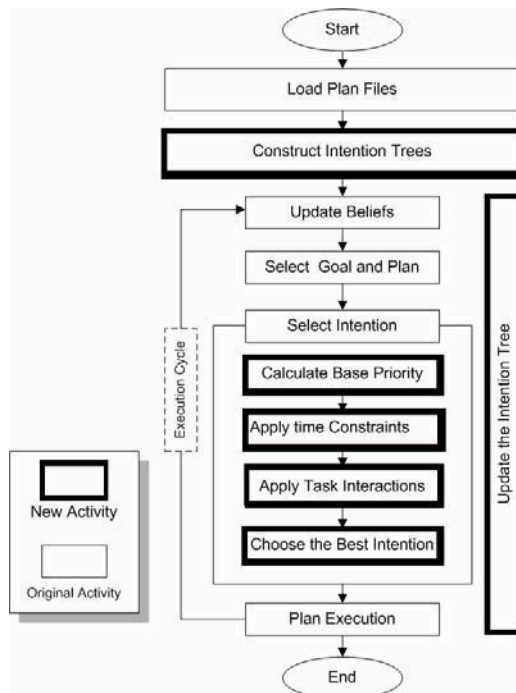 Start
Load Plan Files
Construct Intention Trees
Update Beliefs
Select Goal and Plan
Select Intention
Calculate Base Priority
Apply time Constraints
Apply Task Interactions
Choose the Best Intention
Plan Execution
End
Execution Cycle
Update the Intention Tree
New Activity
Original Activity